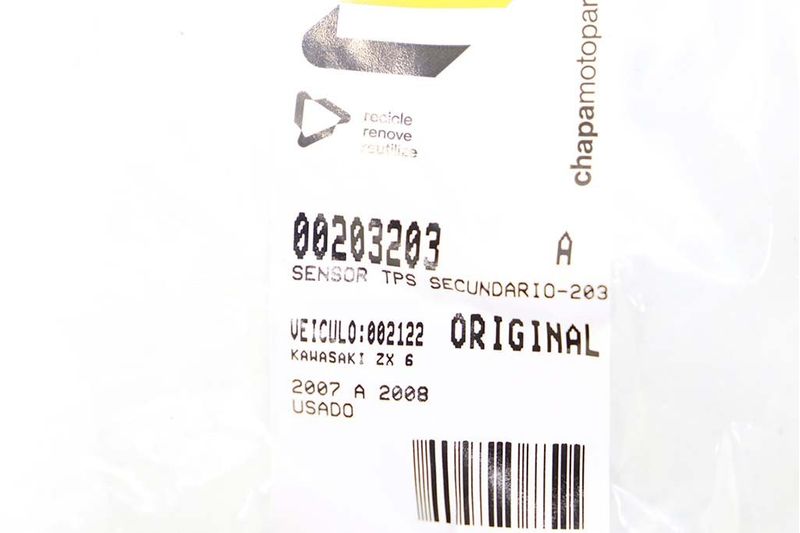 recicle
renove
reutilize
chapamotopar
00203203 A
SENSOR TPS SECUNDARIO-203
VEICULO:002122 ORIGINAL
KAWASAKI ZX 6
2007 A 2008
USADO